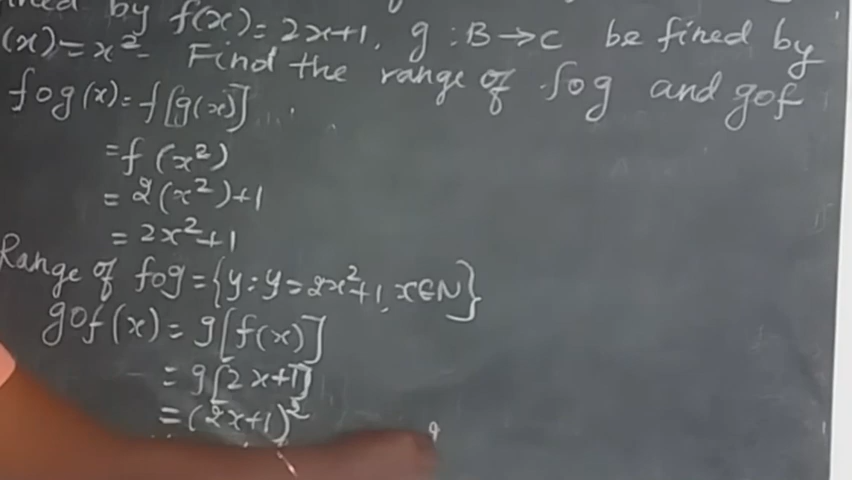 by f(x) = 2x+1, g : B → C be fined by
(x) = x² Find the range of fog and gof
fog(x) = f[g(x)]
= f(x²)
= 2(x²)+1
= 2x²+1
Range of fog = {y : y = 2x²+1, x∈N}
gof(x) = g[f(x)]
= g[2x+1]
= (2x+1)²